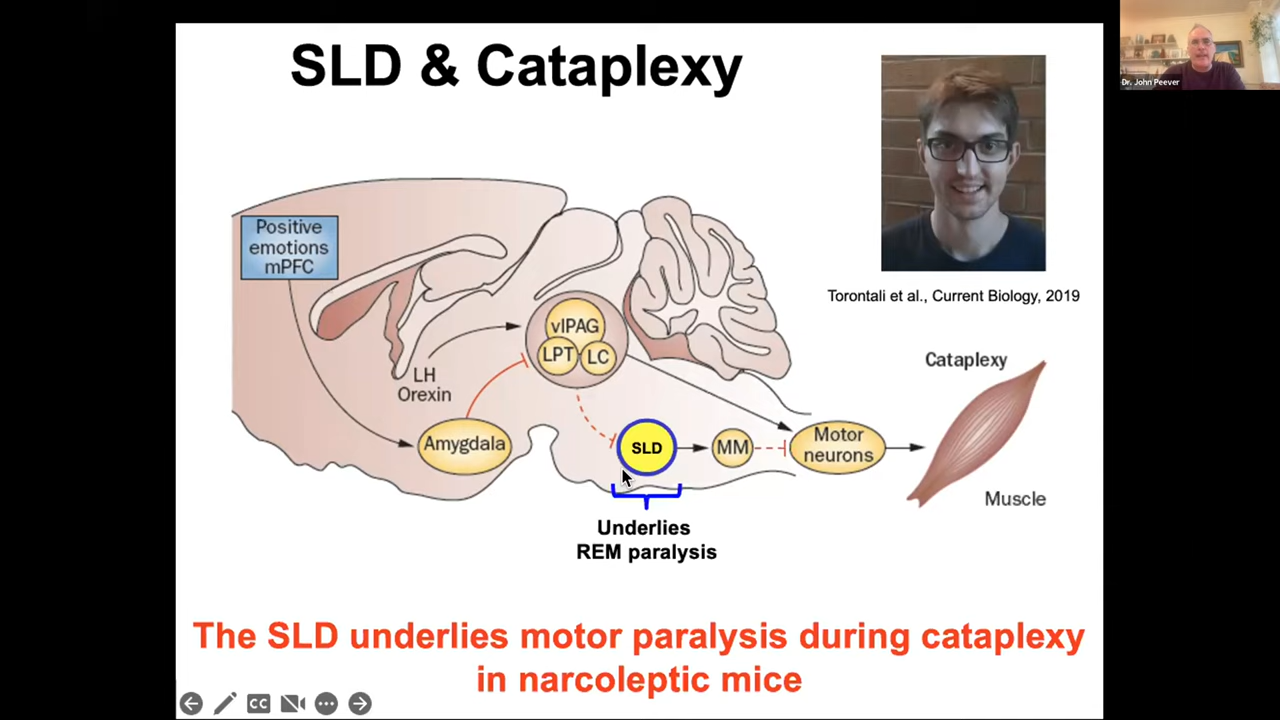 SLD & Cataplexy
Dr. John Peever
Positive
emotions
mPFC
vlPAG
LPT
LC
LH
Orexin
Amygdala
SLD
MM
Motor
neurons
Cataplexy
Muscle
Torontali et al., Current Biology, 2019
Underlies
REM paralysis
The SLD underlies motor paralysis during cataplexy
in narcoleptic mice
CC